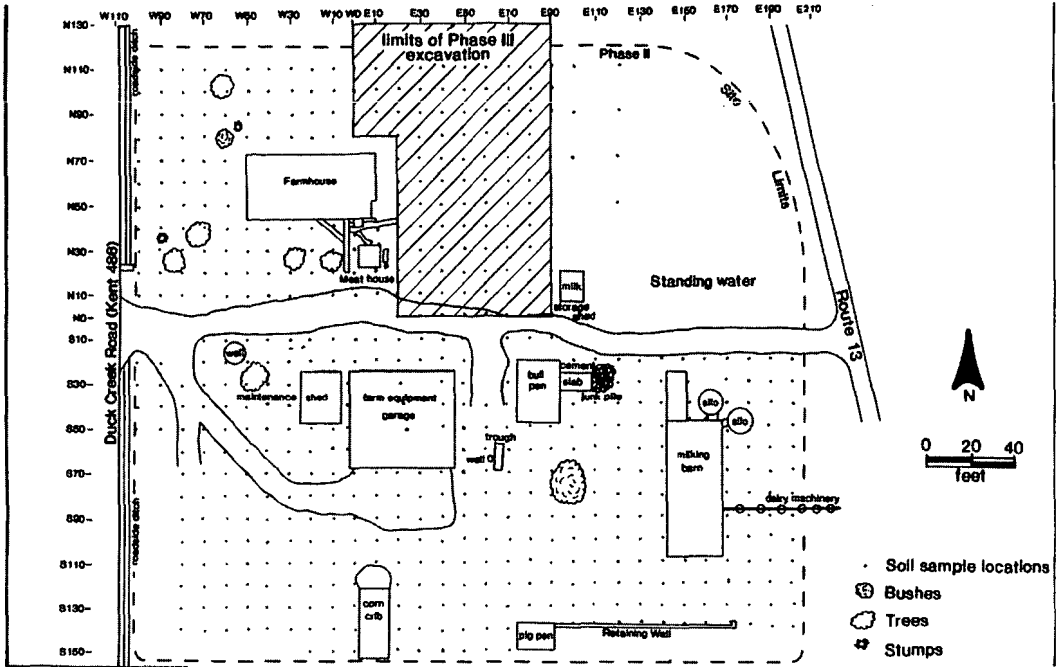 W110 W90 W70 W50 W30 W10 W0 E10 E30 E50 E70 E90 E110 E130 E150 E170 E190 E210
N130
N110
N90
N70
N50
N30
N10
N0
S10
S30
S50
S70
S90
S110
S130
S150
roadside ditch
Duck Creek Road (Kent 488)
roadside ditch
limits of Phase III
excavation
Phase II
Site
Limits
Farmhouse
Meat house
milk
storage
shed
Standing water
Route 13
well
maintenance shed
farm equipment
garage
bull
pen
cement
slab
junk pile
trough
well
silo
silo
milking
barn
dairy machinery
corn
crib
pig pen
Retaining Wall
N
0 20 40
feet
Soil sample locations
Bushes
Trees
Stumps